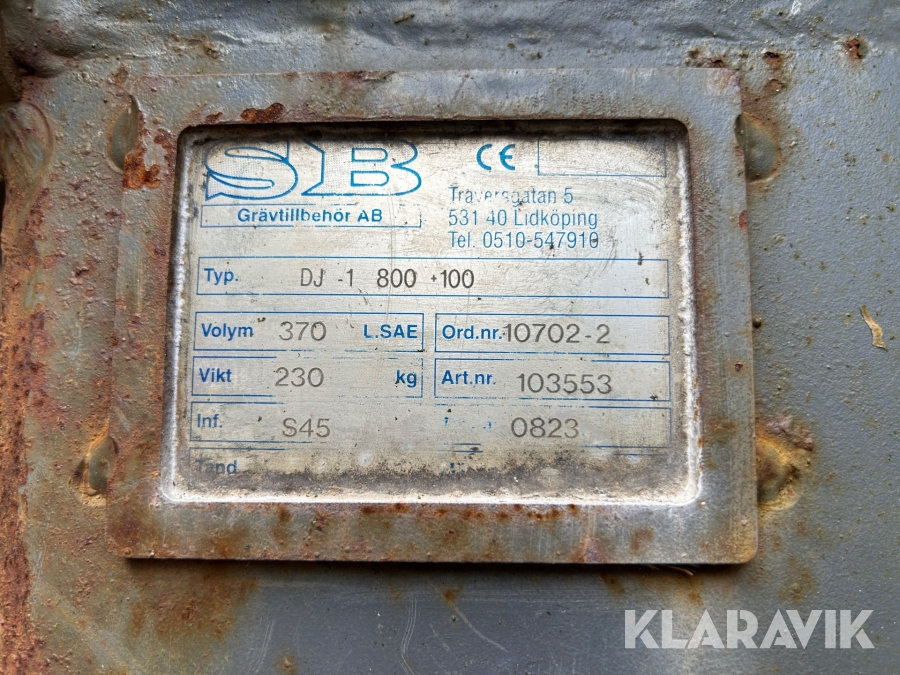 SB
CE
Grävtillbehör AB
Traversgatan 5
531 40 Lidköping
Tel. 0510-547910
Typ. DJ -1 800 +100
Volym 370 L.SAE
Ord.nr. 10702-2
Vikt 230 kg
Art.nr. 103553
Inf. S45
0823
Tand
KLARAVIK